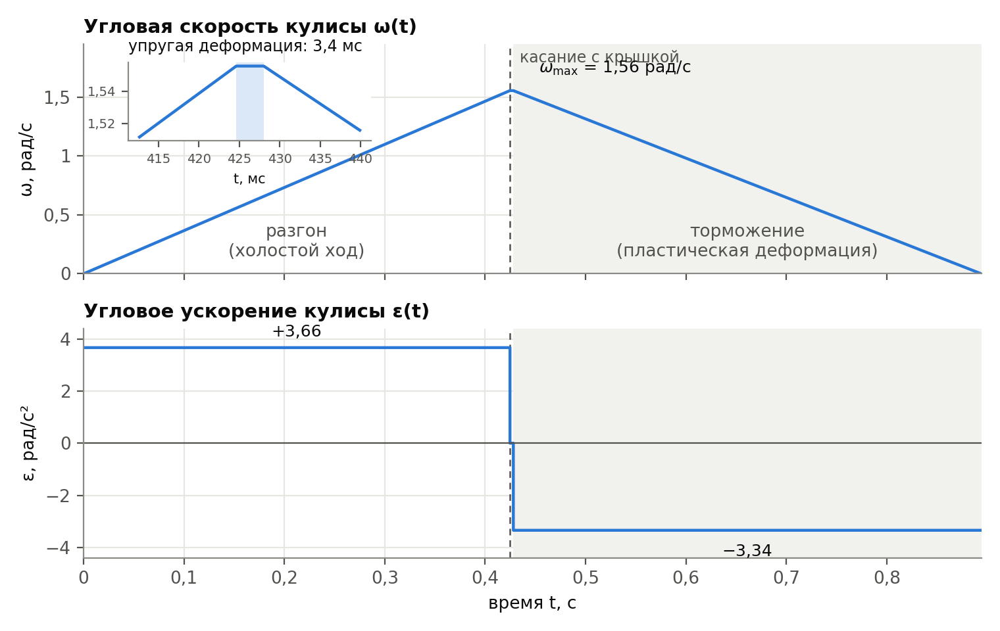 Угловая скорость кулисы ω(t)
упругая деформация: 3,4 мс
касание с крышкой
ωmax = 1,56 рад/с
1,54
1,52
415 420 425 430 435 440
t, мс
1,5
1
0,5
0
ω, рад/с
разгон
(холостой ход)
торможение
(пластическая деформация)
Угловое ускорение кулисы ε(t)
+3,66
4
2
0
−2
−4
ε, рад/с²
−3,34
0 0,1 0,2 0,3 0,4 0,5 0,6 0,7 0,8
время t, с